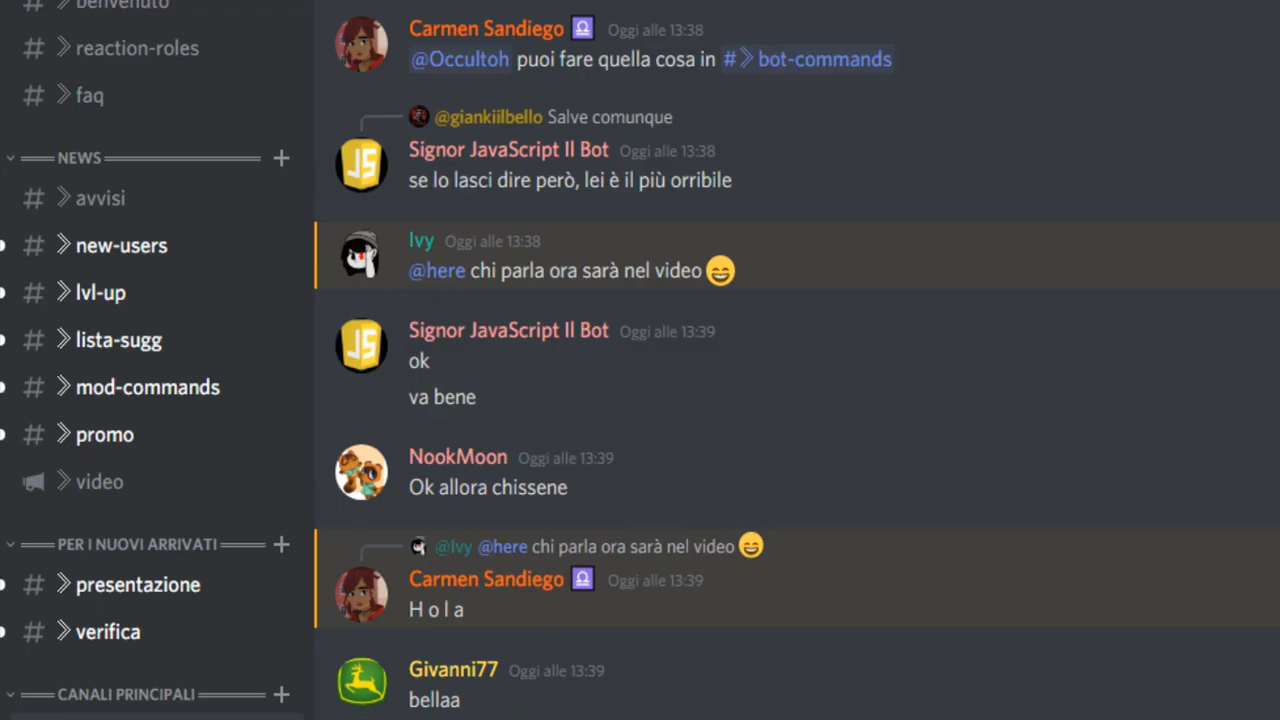 benvenuto
reaction-roles
faq
NEWS
avvisi
new-users
lvl-up
lista-sugg
mod-commands
promo
video
PER I NUOVI ARRIVATI
presentazione
verifica
CANALI PRINCIPALI
Carmen Sandiego ♎ Oggi alle 13:38
@Occultoh puoi fare quella cosa in # bot-commands
@giankiilbello Salve comunque
Signor JavaScript Il Bot Oggi alle 13:38
JS
se lo lasci dire però, lei è il più orribile
Ivy Oggi alle 13:38
@here chi parla ora sarà nel video 😄
Signor JavaScript Il Bot Oggi alle 13:39
JS
ok
va bene
NookMoon Oggi alle 13:39
Ok allora chissene
@Ivy @here chi parla ora sarà nel video 😄
Carmen Sandiego ♎ Oggi alle 13:39
H o l a
Givanni77 Oggi alle 13:39
bellaa